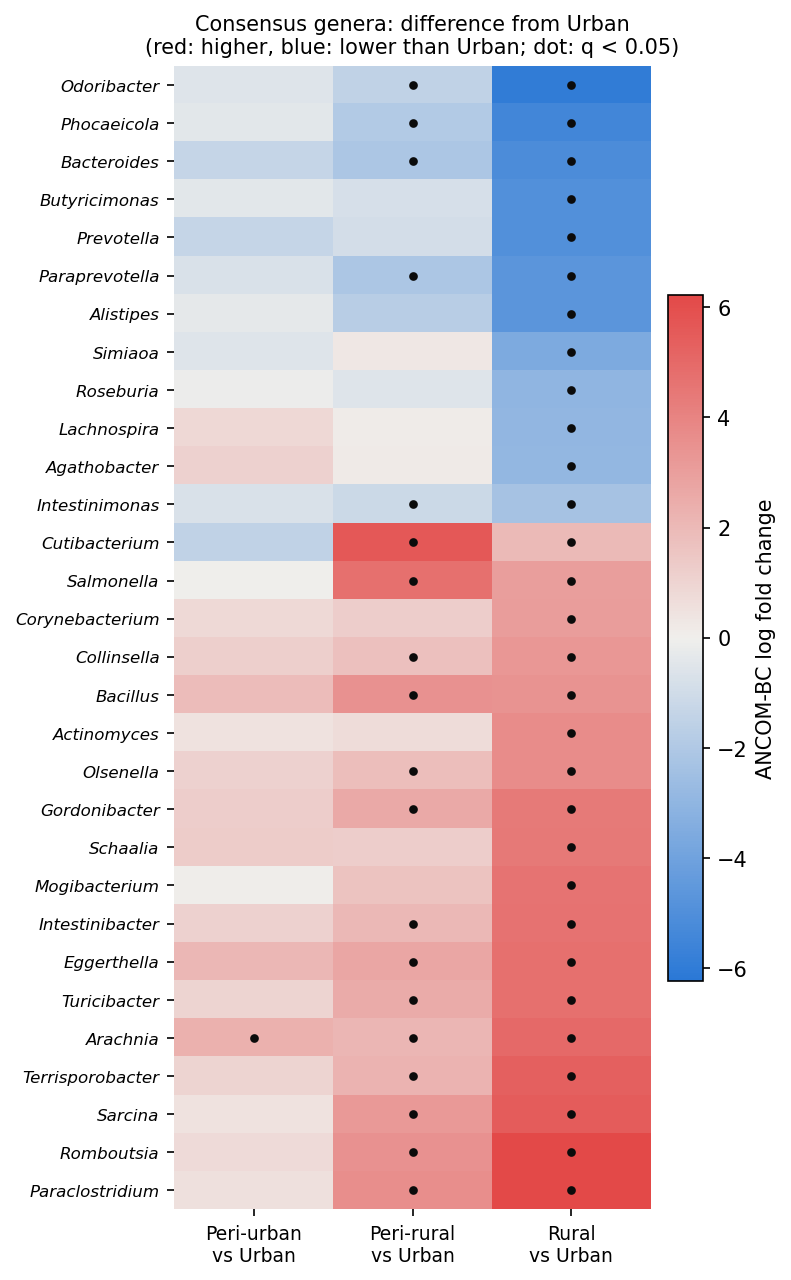 Consensus genera: difference from Urban
(red: higher, blue: lower than Urban; dot: q < 0.05)
Odoribacter
Phocaeicola
Bacteroides
Butyricimonas
Prevotella
Paraprevotella
Alistipes
Simiaoa
Roseburia
Lachnospira
Agathobacter
Intestinimonas
Cutibacterium
Salmonella
Corynebacterium
Collinsella
Bacillus
Actinomyces
Olsenella
Gordonibacter
Schaalia
Mogibacterium
Intestinibacter
Eggerthella
Turicibacter
Arachnia
Terrisporobacter
Sarcina
Romboutsia
Paraclostridium
Peri-urban
vs Urban
Peri-rural
vs Urban
Rural
vs Urban
6
4
2
0
−2
−4
−6
ANCOM-BC log fold change